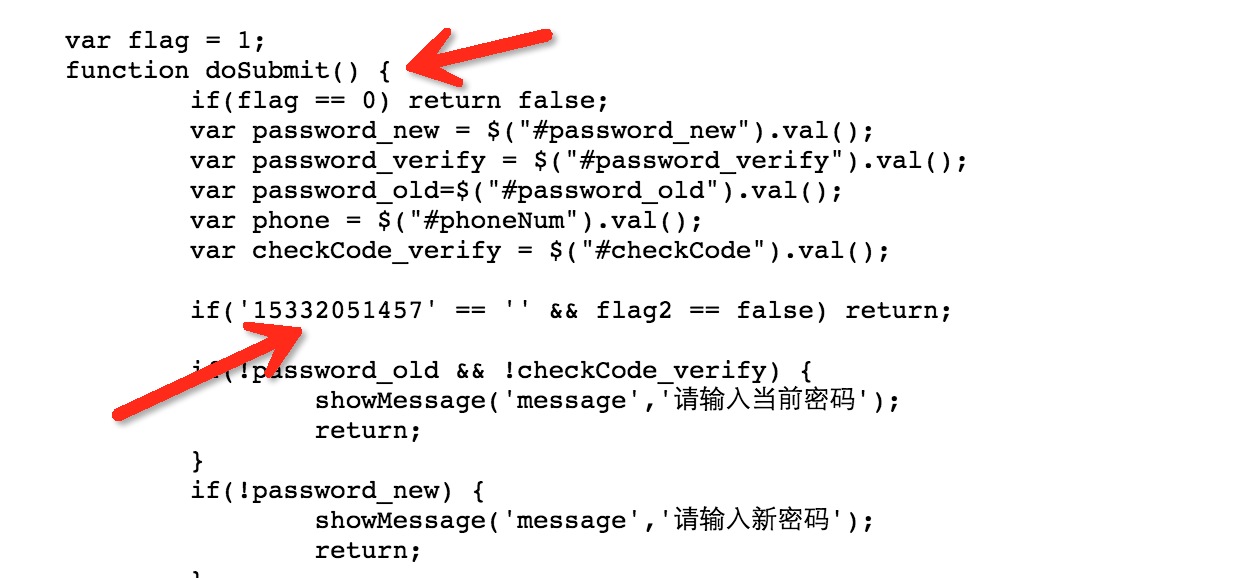 var flag = 1;
function doSubmit() {
if(flag == 0) return false;
var password_new = $("#password_new").val();
var password_verify = $("#password_verify").val();
var password_old=$("#password_old").val();
var phone = $("#phoneNum").val();
var checkCode_verify = $("#checkCode").val();
if('15332051457' == '' && flag2 == false) return;
if(!password_old && !checkCode_verify) {
showMessage('message','请输入当前密码');
return;
}
if(!password_new) {
showMessage('message','请输入新密码');
return;
}